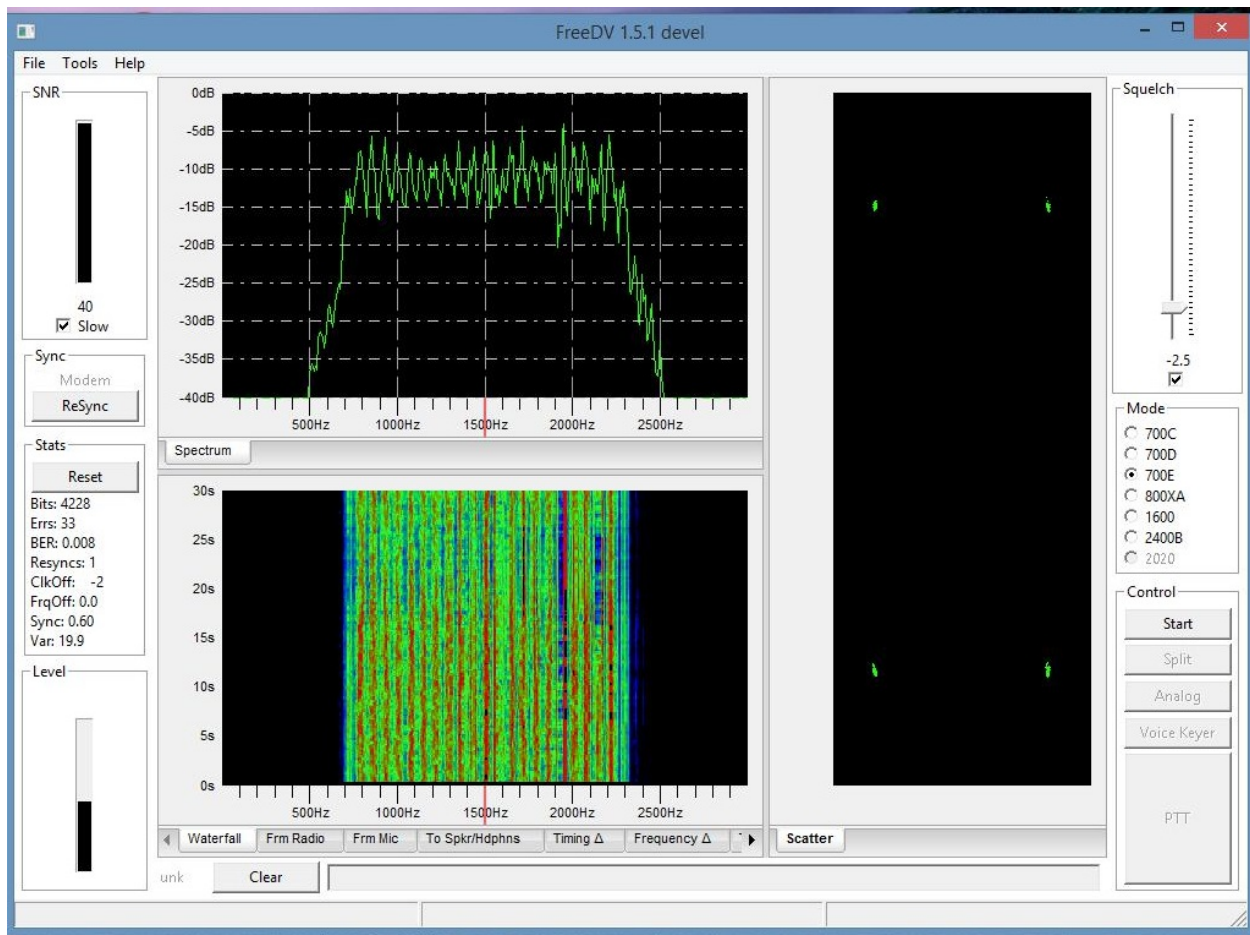 FreeDV 1.5.1 devel
File Tools Help
SNR
40
Slow
Sync
Modem
ReSync
Stats
Reset
Bits: 4228
Errs: 33
BER: 0.008
Resyncs: 1
ClkOff: -2
FrqOff: 0.0
Sync: 0.60
Var: 19.9
Level
0dB
-5dB
-10dB
-15dB
-20dB
-25dB
-30dB
-35dB
-40dB
500Hz 1000Hz 1500Hz 2000Hz 2500Hz
Spectrum
30s
25s
20s
15s
10s
5s
0s
500Hz 1000Hz 1500Hz 2000Hz 2500Hz
Waterfall Frm Radio Frm Mic To Spkr/Hdphns Timing Δ Frequency Δ
Scatter
unk Clear
Squelch
-2.5
Mode
700C
700D
700E
800XA
1600
2400B
2020
Control
Start
Split
Analog
Voice Keyer
PTT